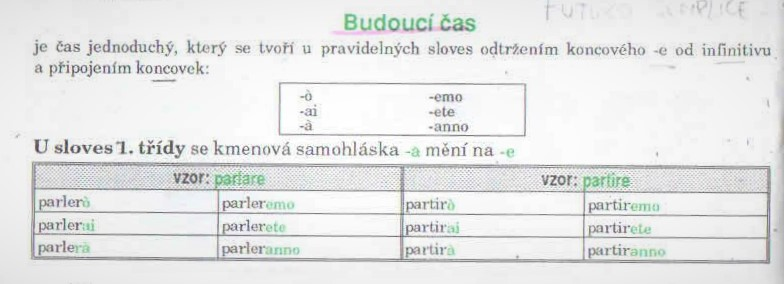 Budoucí čas FUTURO SEMPLICE
je čas jednoduchý, který se tvoří u pravidelných sloves odtržením koncového -e od infinitivu
a připojením koncovek:
-ò -emo
-ai -ete
-à -anno
U sloves 1. třídy se kmenová samohláska -a mění na -e
vzor: parlare vzor: partire
parlerò parleremo partirò partiremo
parlerai parlerete partirai partirete
parlerà parleranno partirà partiranno